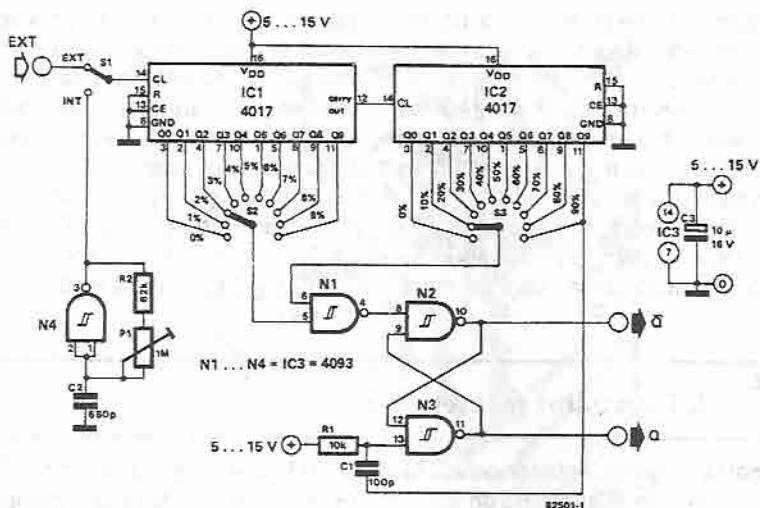 5 ... 15 V
EXT
EXT
S1
INT
14 CL
15 R
13 CE
8 GND
16
VDD
IC1
4017
CARRY OUT
12
14
CL
16
VDD
IC2
4017
R 15
CE 13
GND 8
Q0 Q1 Q2 Q3 Q4 Q5 Q6 Q7 Q8 Q9
3 2 4 7 10 1 5 6 9 11
Q0 Q1 Q2 Q3 Q4 Q5 Q6 Q7 Q8 Q9
3 2 4 7 10 1 5 6 9 11
0%
1%
2%
3%
4%
5%
6%
7%
8%
S2
0%
10%
20%
30%
40%
50%
60%
70%
80%
90%
S3
5 ... 15 V
14
IC3
7
C3
10 µ
16 V
0
3
N4
2 1
R2
82k
P1
1M
C2
680p
N1
6
5
4
N2
8
9
10
Q̅
N1 ... N4 = IC3 = 4093
N3
12
13
11
Q
5 ... 15 V
R1
10k
C1
100p
82501-1